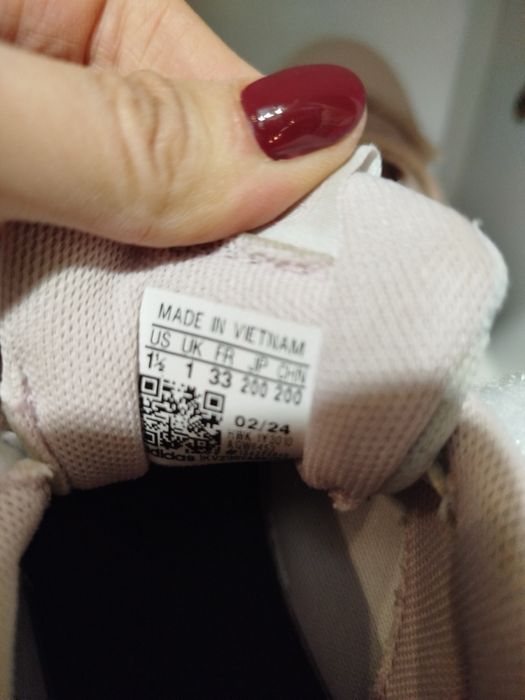 MADE IN VIETNAM
US UK FR JP CHN
1½ 1 33 200 200
02/24
adidas